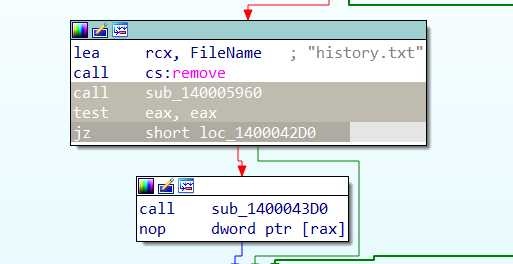 lea     rcx, FileName   ; "history.txt"
call    cs:remove
call    sub_140005960
test    eax, eax
jz      short loc_1400042D0
call    sub_1400043D0
nop     dword ptr [rax]